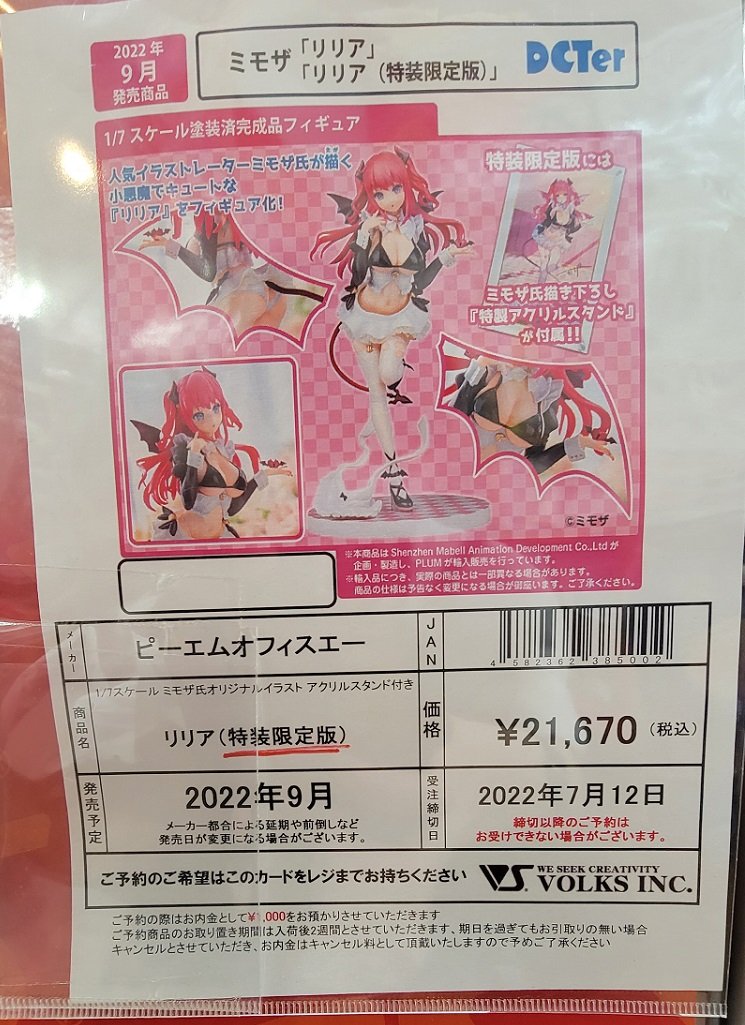 2022年
9月
発売商品
ミモザ「リリア」
「リリア（特装限定版）」
DCTer
1/7スケール塗装済完成品フィギュア
人気イラストレーターミモザ氏が描く
小悪魔でキュートな
『リリア』をフィギュア化!
特装限定版には
ミモザ氏描き下ろし
『特製アクリルスタンド』
が付属!!
©ミモザ
※本商品は Shenzhen Mabell Animation Development Co.,Ltd が
企画・製造し、PLUM が輸入販売を行っています。
※輸入品につき、実際の商品とは一部異なる場合があります。
商品の仕様は予告なく変更になる場合が御座います。ご了承ください。
メーカー
ピーエムオフィスエー
JAN
4 582362 385002
商品名
1/7スケール ミモザ氏オリジナルイラスト アクリルスタンド付き
リリア（特装限定版）
価格
¥21,670（税込）
発売予定
2022年9月
メーカー都合による延期や前倒しなど
発売日が変更になる場合がございます。
受注締切日
2022年7月12日
締切以降のご予約は
お受けできない場合がございます。
ご予約のご希望はこのカードをレジまでお持ちください
VS.
WE SEEK CREATIVITY
VOLKS INC.
ご予約の際はお内金として¥1,000をお預かりさせていただきます
ご予約商品のお取り置き期間は入荷後2週間とさせていただきます、期日を過ぎてもお引取りの無い場合
キャンセルとさせていただき、お内金はキャンセル料として頂戴いたしますので予めご了承ください